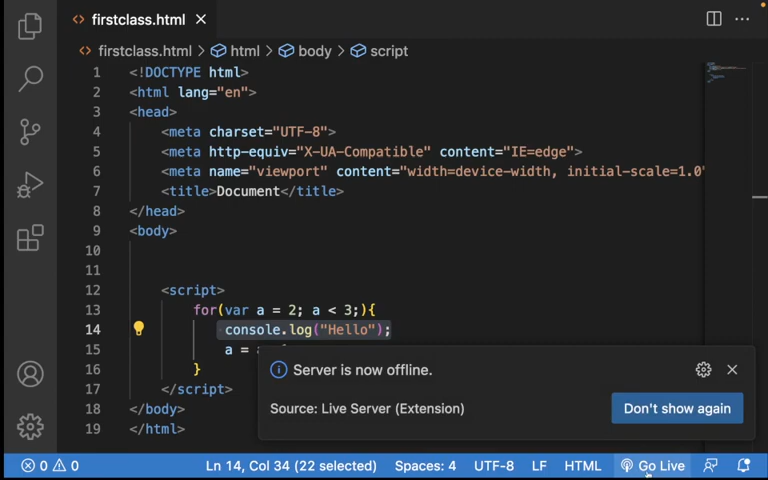 firstclass.html
firstclass.html > html > body > script
1 <!DOCTYPE html>
2 <html lang="en">
3 <head>
4 <meta charset="UTF-8">
5 <meta http-equiv="X-UA-Compatible" content="IE=edge">
6 <meta name="viewport" content="width=device-width, initial-scale=1.0"
7 <title>Document</title>
8 </head>
9 <body>
10
11
12 <script>
13 for(var a = 2; a < 3;){
14 console.log("Hello");
15 a =
16 }
17 </script>
18 </body>
19 </html>
Server is now offline.
Source: Live Server (Extension)
Don't show again
0 0 Ln 14, Col 34 (22 selected) Spaces: 4 UTF-8 LF HTML Go Live